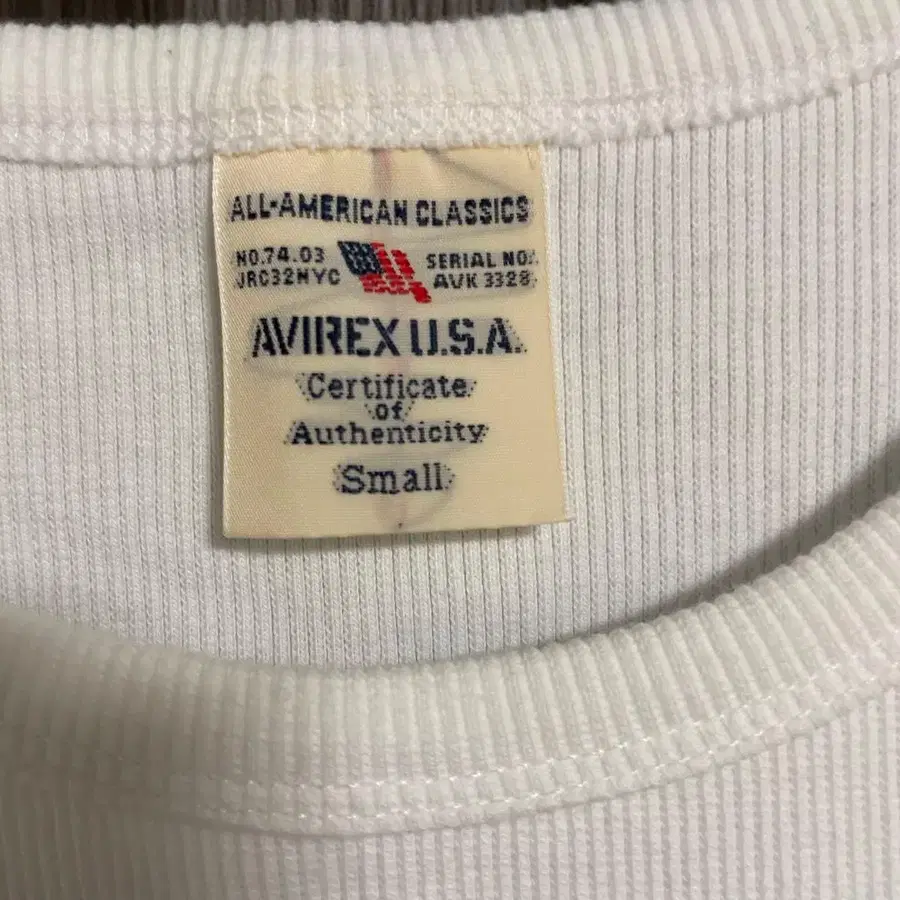 ALL-AMERICAN CLASSICS
NO.74.03
JRC32NYC
SERIAL NO.
AVK 3328
AVIREX U.S.A.
Certificate
of
Authenticity
Small